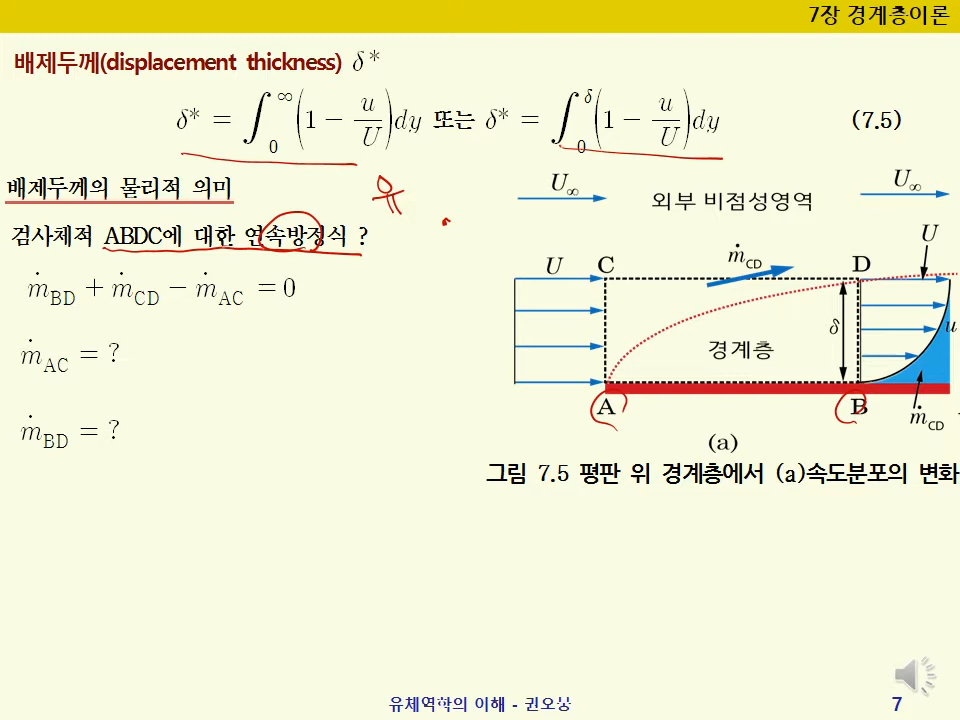 7장 경계층이론
배제두께(displacement thickness) δ*
δ* = ∫₀^∞ (1 − u/U)dy 또는 δ* = ∫₀^δ (1 − u/U)dy (7.5)
배제두께의 물리적 의미
유
검사체적 ABDC에 대한 연속방정식 ?
ṁ_BD + ṁ_CD − ṁ_AC = 0
ṁ_AC = ?
ṁ_BD = ?
U∞ 외부 비점성영역 U∞
U C ṁ_CD D U
δ
경계층 u
A B ṁ_CD
(a)
그림 7.5 평판 위 경계층에서 (a)속도분포의 변화
유체역학의 이해 - 권오붕 7